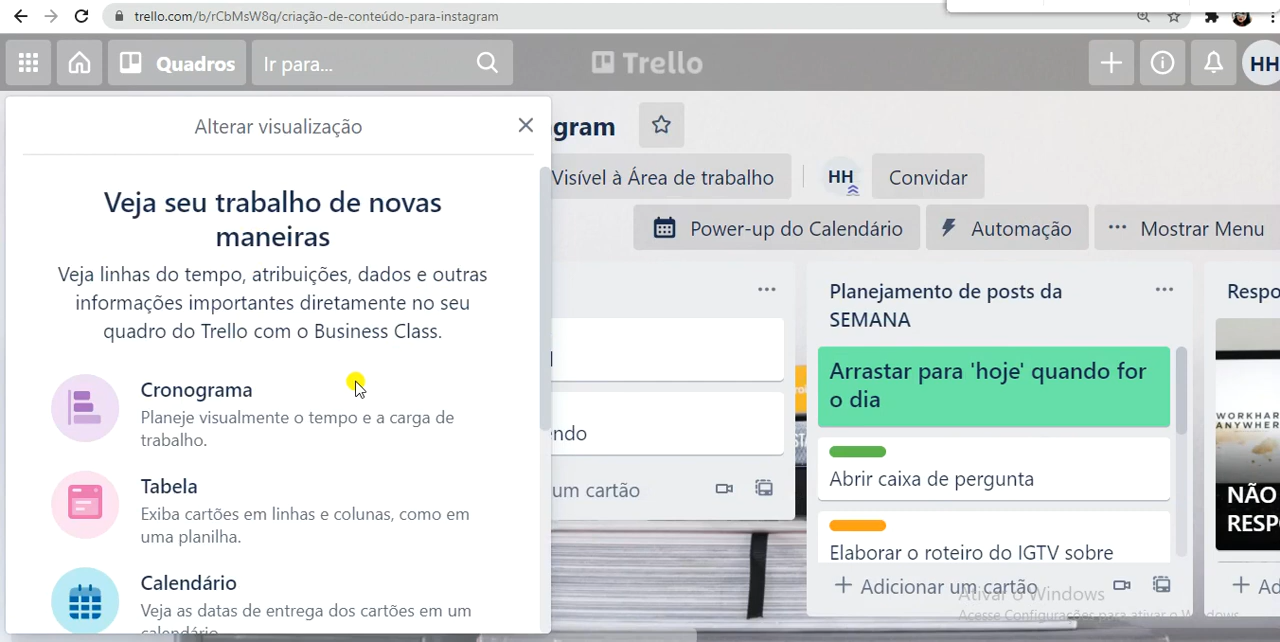 trello.com/b/rCbMsW8q/criação-de-conteúdo-para-instagram
Quadros
Ir para...
Trello
HH
Alterar visualização
Veja seu trabalho de novas
maneiras
Veja linhas do tempo, atribuições, dados e outras
informações importantes diretamente no seu
quadro do Trello com o Business Class.
Cronograma
Planeje visualmente o tempo e a carga de
trabalho.
Tabela
Exiba cartões em linhas e colunas, como em
uma planilha.
Calendário
Veja as datas de entrega dos cartões em um
calendário.
gram
Visível à Área de trabalho
HH
Convidar
Power-up do Calendário
Automação
Mostrar Menu
endo
um cartão
Planejamento de posts da
SEMANA
Arrastar para 'hoje' quando for
o dia
Abrir caixa de pergunta
Elaborar o roteiro do IGTV sobre
Adicionar um cartão
Respo
WORKHAR
ANYWHER
NÃO
RESP
Ad
Ativar o Windows
Acesse Configurações para ativar o Windows.